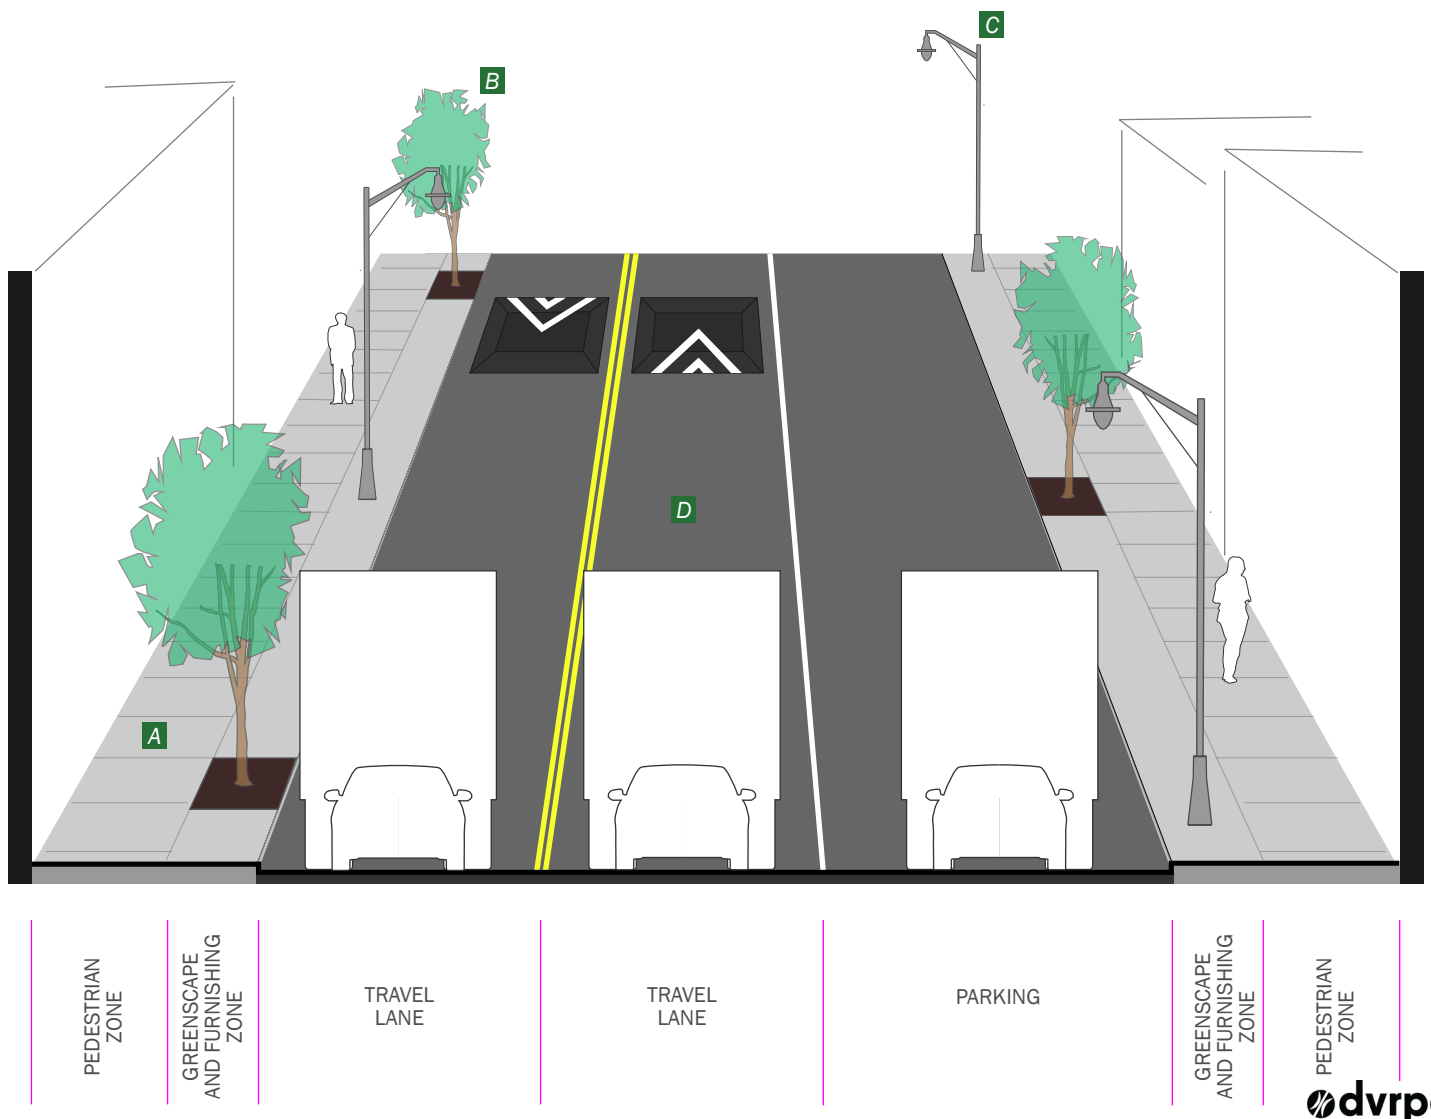 C
B
D
A
PEDESTRIAN
ZONE
GREENSCAPE
AND FURNISHING
ZONE
TRAVEL
LANE
TRAVEL
LANE
PARKING
GREENSCAPE
AND FURNISHING
ZONE
PEDESTRIAN
ZONE
dvrp